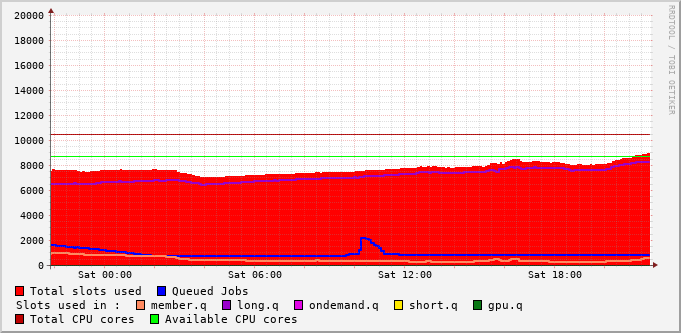 20000
18000
16000
14000
12000
10000
8000
6000
4000
2000
0
Sat 00:00 Sat 06:00 Sat 12:00 Sat 18:00
RRDTOOL / TOBI OETIKER
Total slots used Queued Jobs
Slots used in : member.q long.q ondemand.q short.q gpu.q
Total CPU cores Available CPU cores